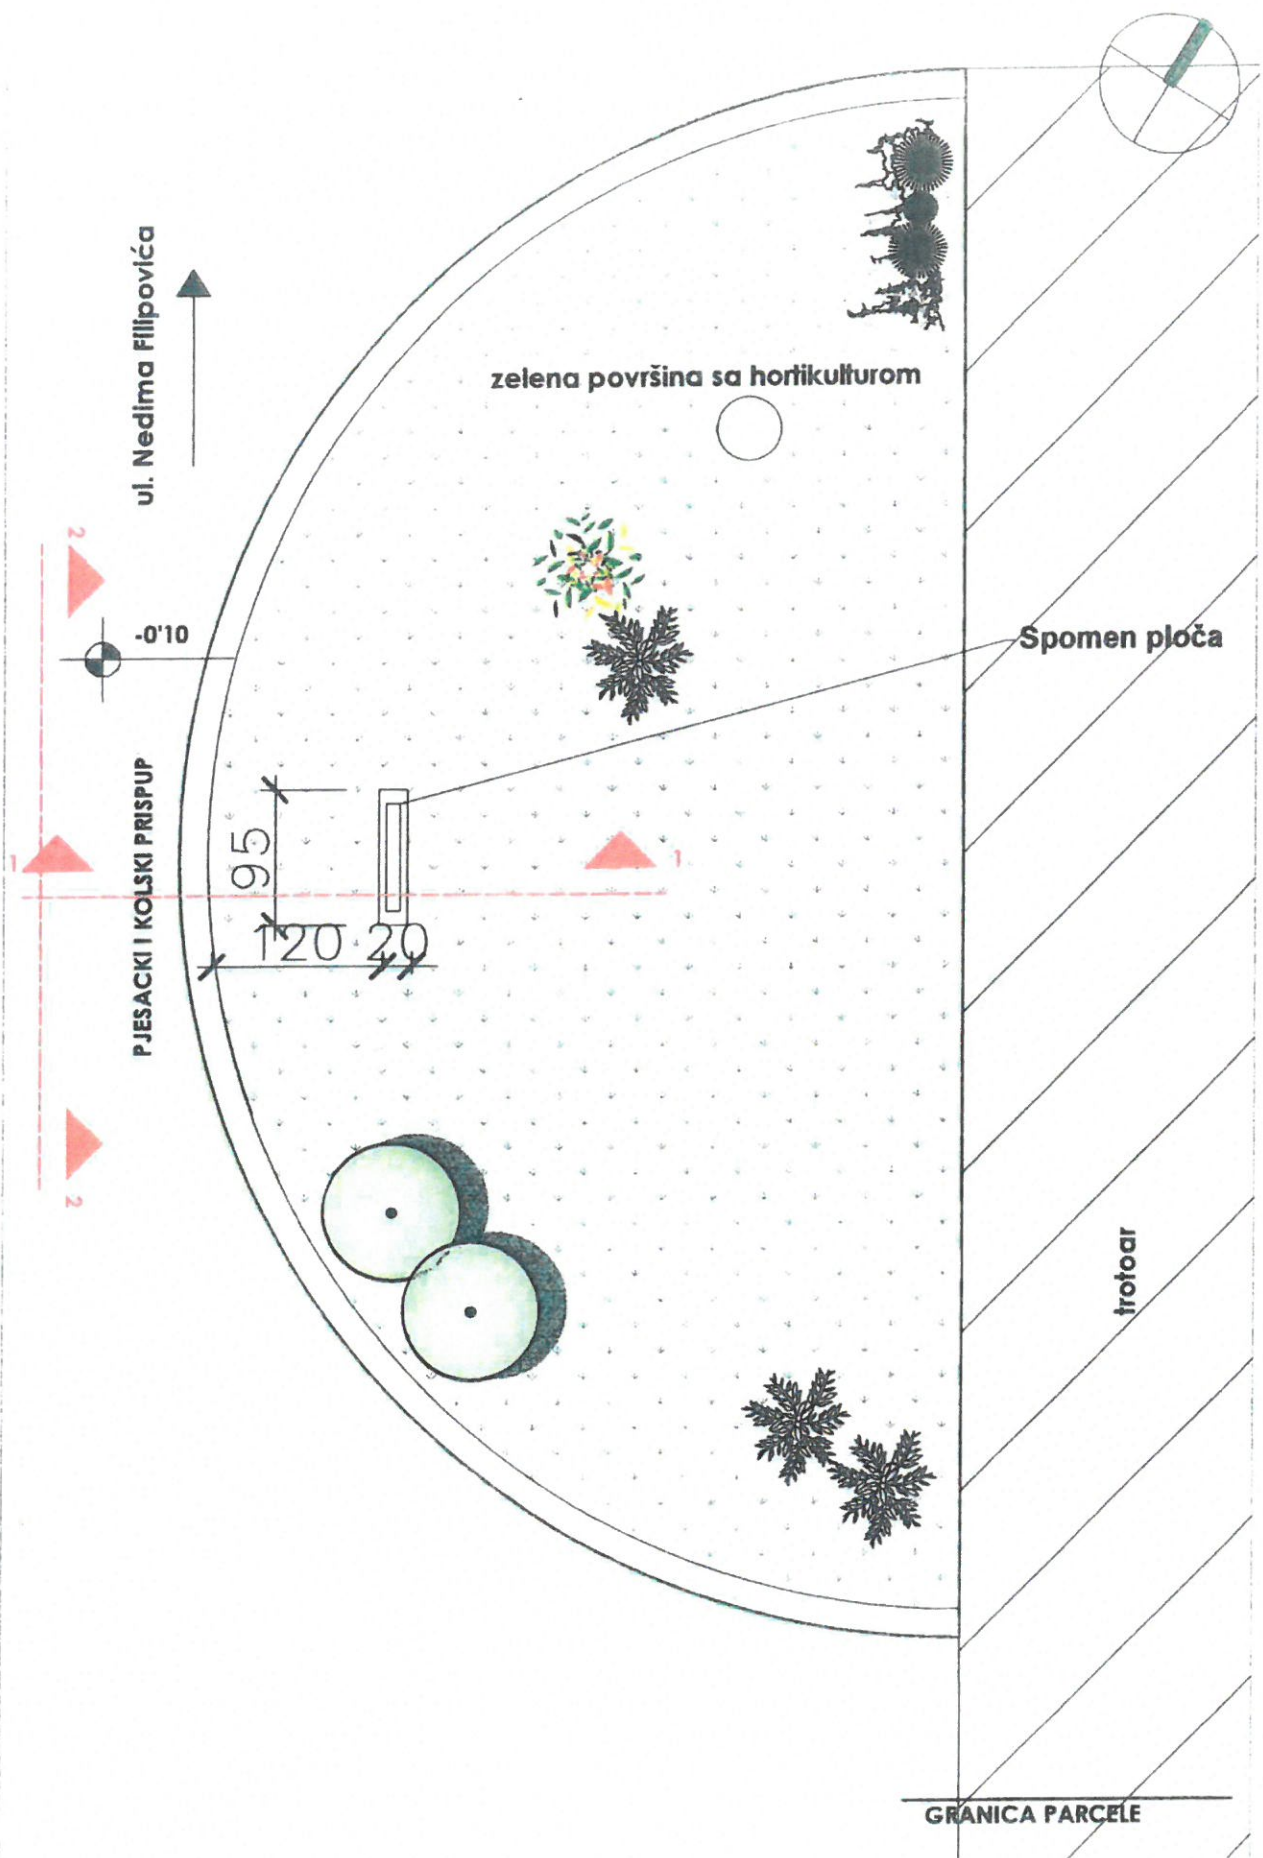 ul. Nedima Filipovića
zelena površina sa hortikulturom
2
-0'10
Spomen ploča
PJESACKI I KOLSKI PRISPUP
95
1
1
120 20
2
trotoar
GRANICA PARCELE